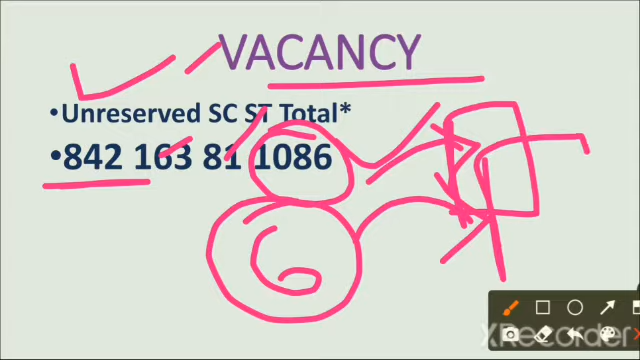 VACANCY
•Unreserved SC ST Total*
•842 163 81 1086
XRecorder